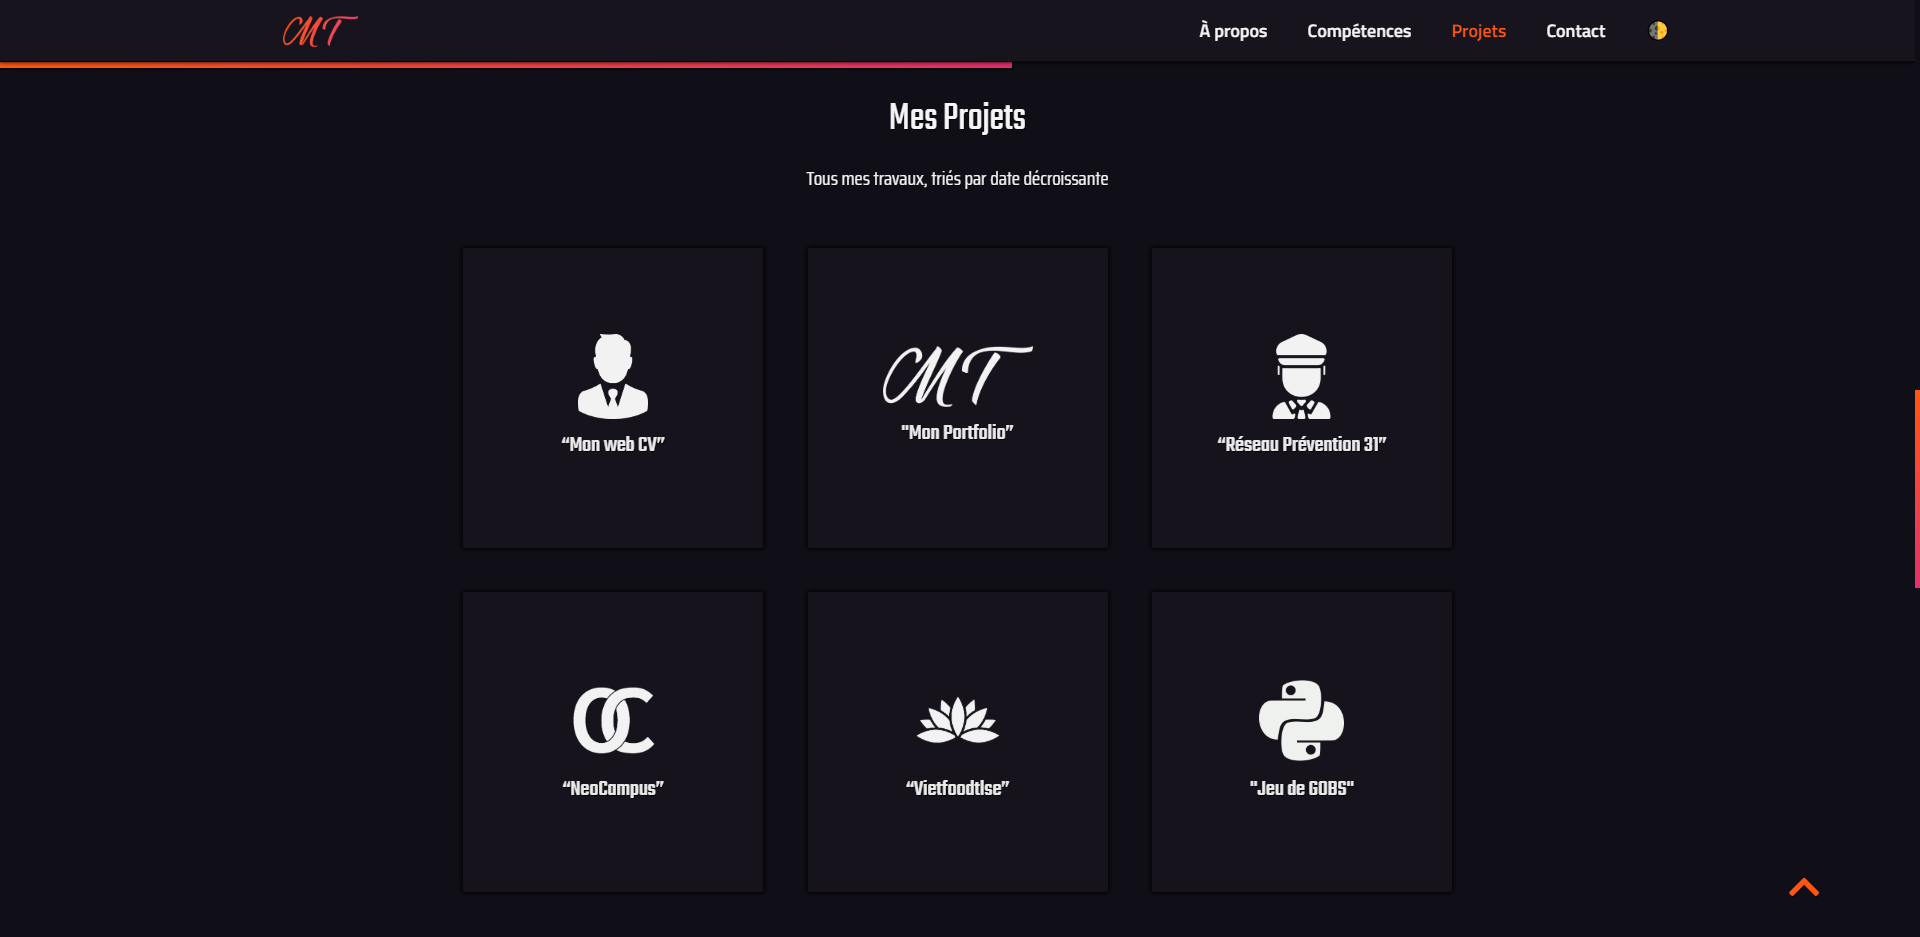 MT
À propos
Compétences
Projets
Contact
Mes Projets
Tous mes travaux, triés par date décroissante
“Mon web CV”
MT
"Mon Portfolio”
“Réseau Prévention 31”
OC
“NeoCampus”
“Vietfoodtlse”
"Jeu de GOBS"